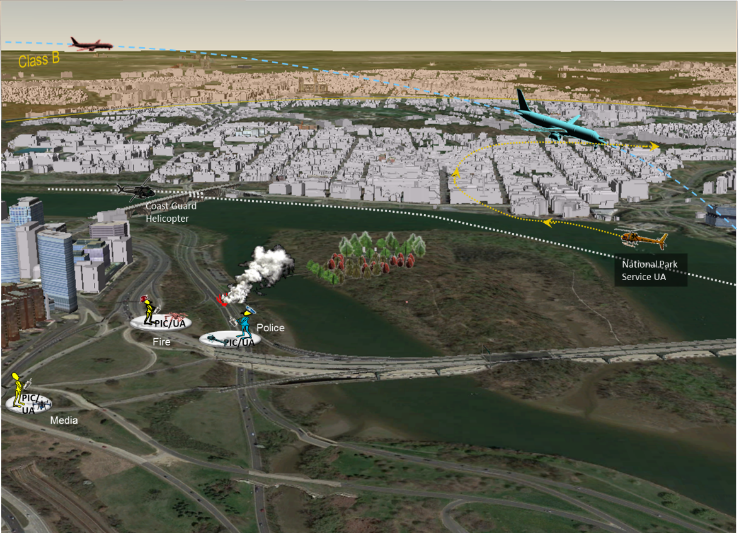 Class B
Coast Guard
Helicopter
National Park
Service UA
PIC/UA
Police
PIC/UA
Fire
PIC/
UA
Media